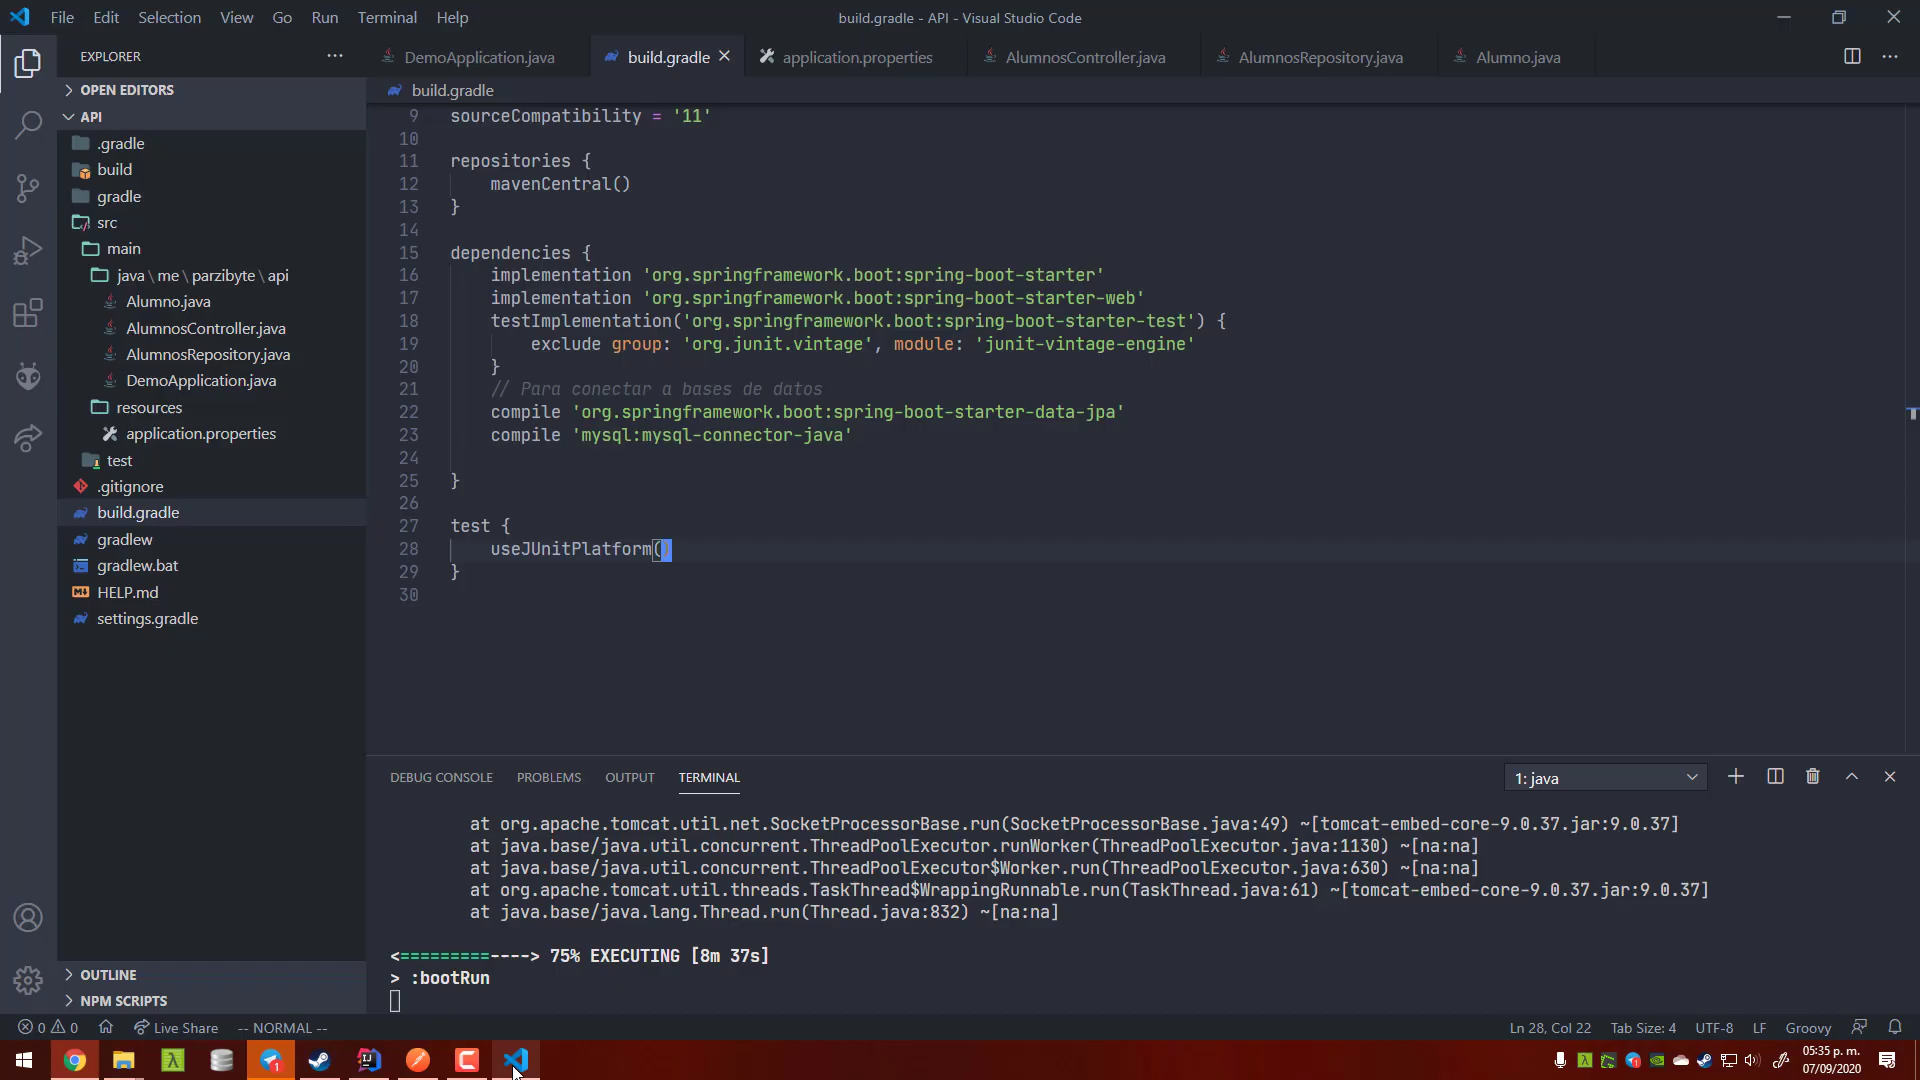 File Edit Selection View Go Run Terminal Help
build.gradle - API - Visual Studio Code
EXPLORER
DemoApplication.java
build.gradle
application.properties
AlumnosController.java
AlumnosRepository.java
Alumno.java
OPEN EDITORS
API
.gradle
build
gradle
src
main
java\me\parzibyte\api
Alumno.java
AlumnosController.java
AlumnosRepository.java
DemoApplication.java
resources
application.properties
test
.gitignore
build.gradle
gradlew
gradlew.bat
HELP.md
settings.gradle
OUTLINE
NPM SCRIPTS
build.gradle
9 sourceCompatibility = '11'
10
11 repositories {
12 mavenCentral()
13 }
14
15 dependencies {
16 implementation 'org.springframework.boot:spring-boot-starter'
17 implementation 'org.springframework.boot:spring-boot-starter-web'
18 testImplementation('org.springframework.boot:spring-boot-starter-test') {
19 exclude group: 'org.junit.vintage', module: 'junit-vintage-engine'
20 }
21 // Para conectar a bases de datos
22 compile 'org.springframework.boot:spring-boot-starter-data-jpa'
23 compile 'mysql:mysql-connector-java'
24
25 }
26
27 test {
28 useJUnitPlatform()
29 }
30
DEBUG CONSOLE PROBLEMS OUTPUT TERMINAL
1: java
at org.apache.tomcat.util.net.SocketProcessorBase.run(SocketProcessorBase.java:49) ~[tomcat-embed-core-9.0.37.jar:9.0.37]
at java.base/java.util.concurrent.ThreadPoolExecutor.runWorker(ThreadPoolExecutor.java:1130) ~[na:na]
at java.base/java.util.concurrent.ThreadPoolExecutor$Worker.run(ThreadPoolExecutor.java:630) ~[na:na]
at org.apache.tomcat.util.threads.TaskThread$WrappingRunnable.run(TaskThread.java:61) ~[tomcat-embed-core-9.0.37.jar:9.0.37]
at java.base/java.lang.Thread.run(Thread.java:832) ~[na:na]
<=========----> 75% EXECUTING [8m 37s]
> :bootRun
0 0 Live Share -- NORMAL --
Ln 28, Col 22 Tab Size: 4 UTF-8 LF Groovy
05:35 p. m.
07/09/2020